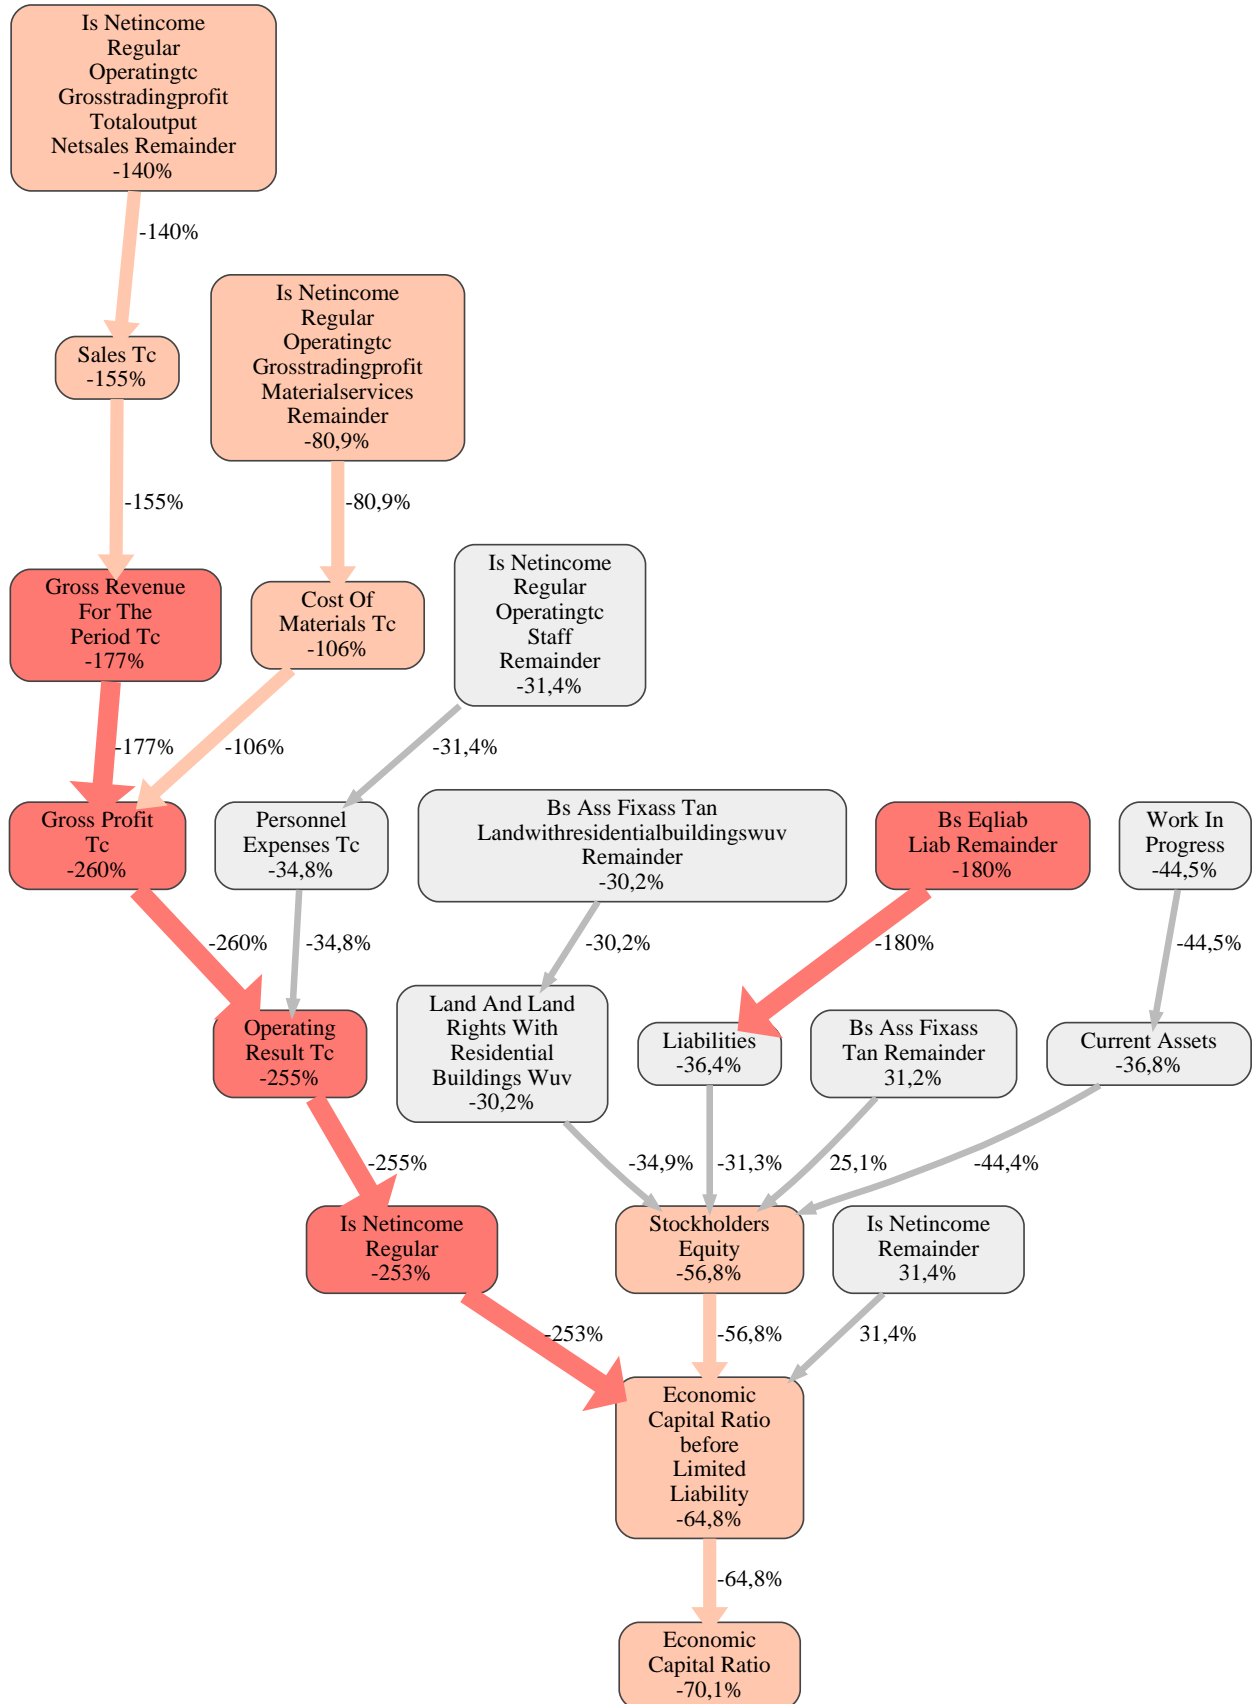 Is Netincome
Regular
Operatingtc
Grosstradingprofit
Totaloutput
Netsales Remainder
-140%
-140%
Is Netincome
Regular
Operatingtc
Grosstradingprofit
Materialservices
Remainder
-80,9%
Sales Tc
-155%
-155%
-80,9%
Is Netincome
Regular
Operatingtc
Staff
Remainder
-31,4%
Gross Revenue
For The
Period Tc
-177%
Cost Of
Materials Tc
-106%
-177%
-106%
-31,4%
Gross Profit
Tc
-260%
Personnel
Expenses Tc
-34,8%
Bs Ass Fixass Tan
Landwithresidentialbuildingswuv
Remainder
-30,2%
Bs Eqliab
Liab Remainder
-180%
Work In
Progress
-44,5%
-260%
-34,8%
-30,2%
-180%
-44,5%
Operating
Result Tc
-255%
Land And Land
Rights With
Residential
Buildings Wuv
-30,2%
Liabilities
-36,4%
Bs Ass Fixass
Tan Remainder
31,2%
Current Assets
-36,8%
-255%
-34,9%
-31,3%
25,1%
-44,4%
Is Netincome
Regular
-253%
Stockholders
Equity
-56,8%
Is Netincome
Remainder
31,4%
-253%
-56,8%
31,4%
Economic
Capital Ratio
before
Limited
Liability
-64,8%
-64,8%
Economic
Capital Ratio
-70,1%